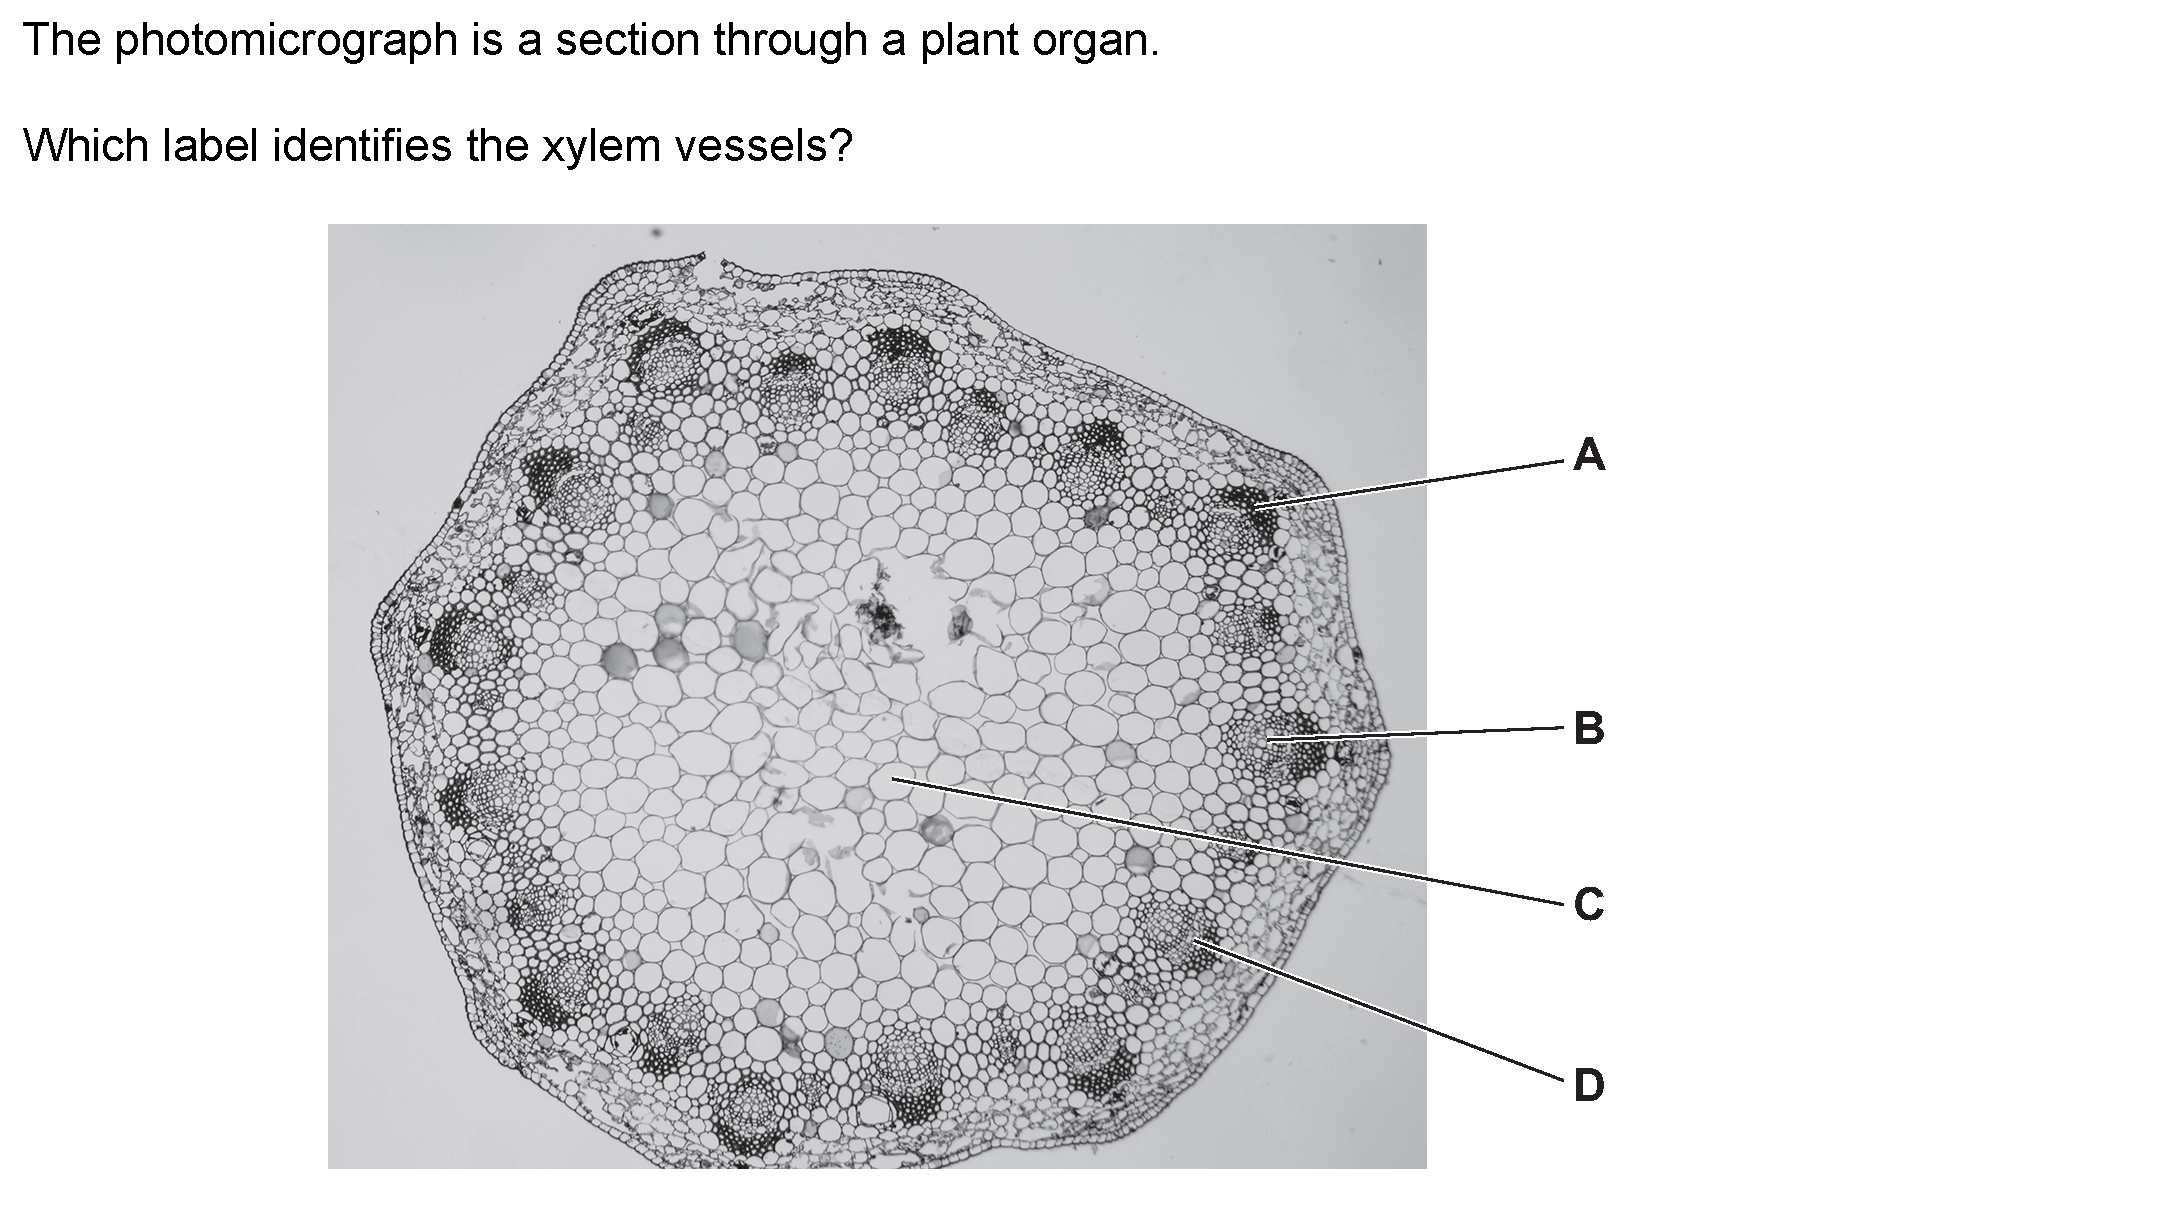 The photomicrograph is a section through a plant organ.
Which label identifies the xylem vessels?
A
B
C
D